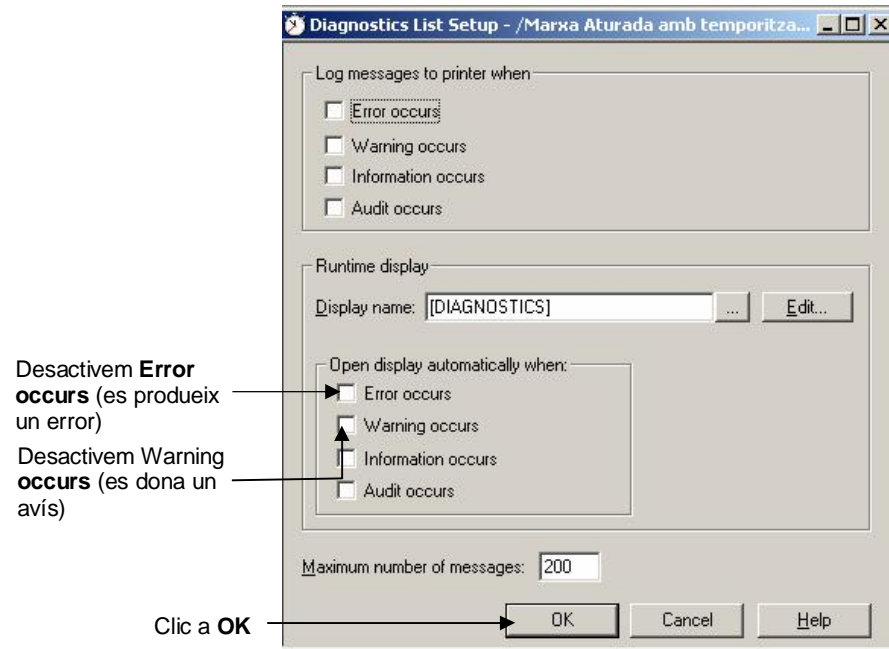 Diagnostics List Setup - /Marxa Aturada amb temporitza...
Log messages to printer when
Error occurs
Warning occurs
Information occurs
Audit occurs
Runtime display
Display name: [DIAGNOSTICS] ... Edit...
Open display automatically when:
Error occurs
Warning occurs
Information occurs
Audit occurs
Desactivem Error
occurs (es produeix
un error)
Desactivem Warning
occurs (es dona un
avís)
Maximum number of messages: 200
Clic a OK
OK Cancel Help